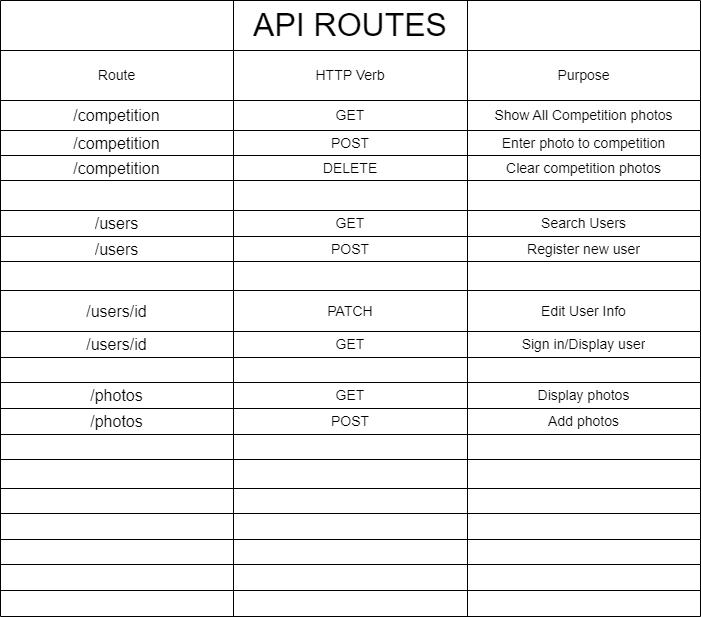 API ROUTES
Route HTTP Verb Purpose
/competition GET Show All Competition photos
/competition POST Enter photo to competition
/competition DELETE Clear competition photos
/users GET Search Users
/users POST Register new user
/users/id PATCH Edit User Info
/users/id GET Sign in/Display user
/photos GET Display photos
/photos POST Add photos